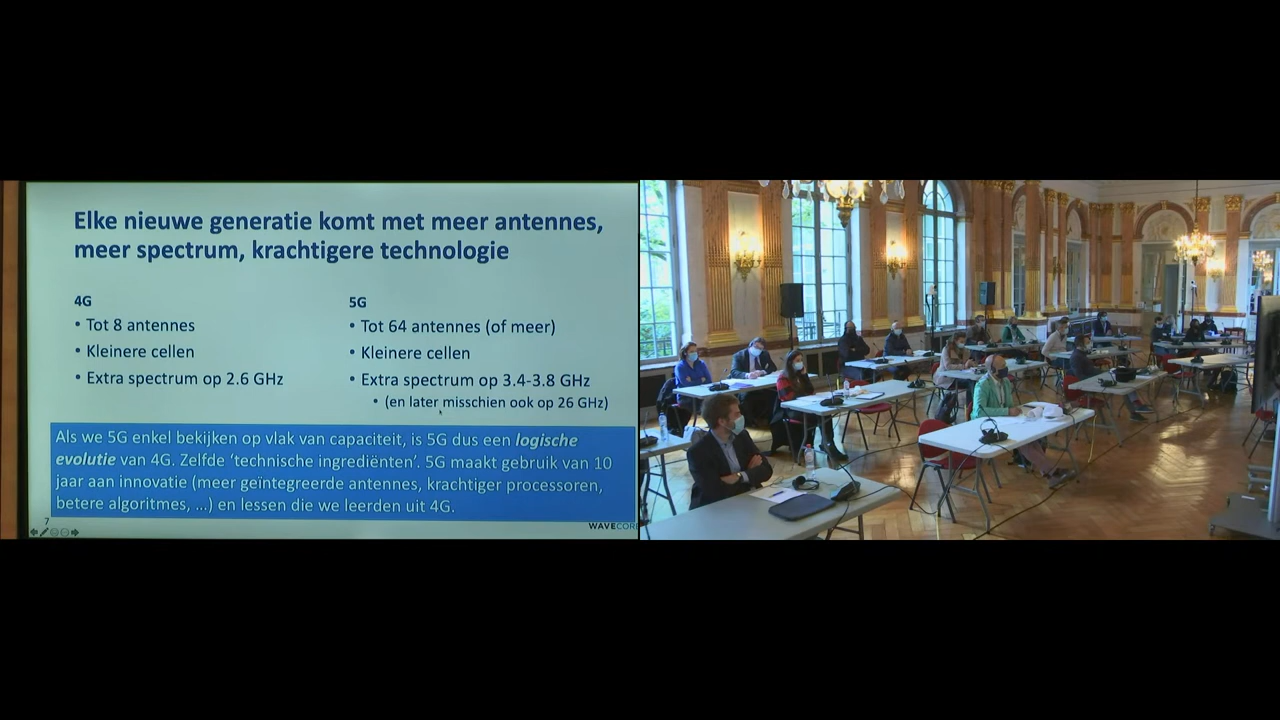 Elke nieuwe generatie komt met meer antennes,
meer spectrum, krachtigere technologie
4G
• Tot 8 antennes
• Kleinere cellen
• Extra spectrum op 2.6 GHz
5G
• Tot 64 antennes (of meer)
• Kleinere cellen
• Extra spectrum op 3.4-3.8 GHz
• (en later misschien ook op 26 GHz)
Als we 5G enkel bekijken op vlak van capaciteit, is 5G dus een logische
evolutie van 4G. Zelfde ‘technische ingrediënten’. 5G maakt gebruik van 10
jaar aan innovatie (meer geïntegreerde antennes, krachtiger processoren,
betere algoritmes, …) en lessen die we leerden uit 4G.
7
WAVECORE